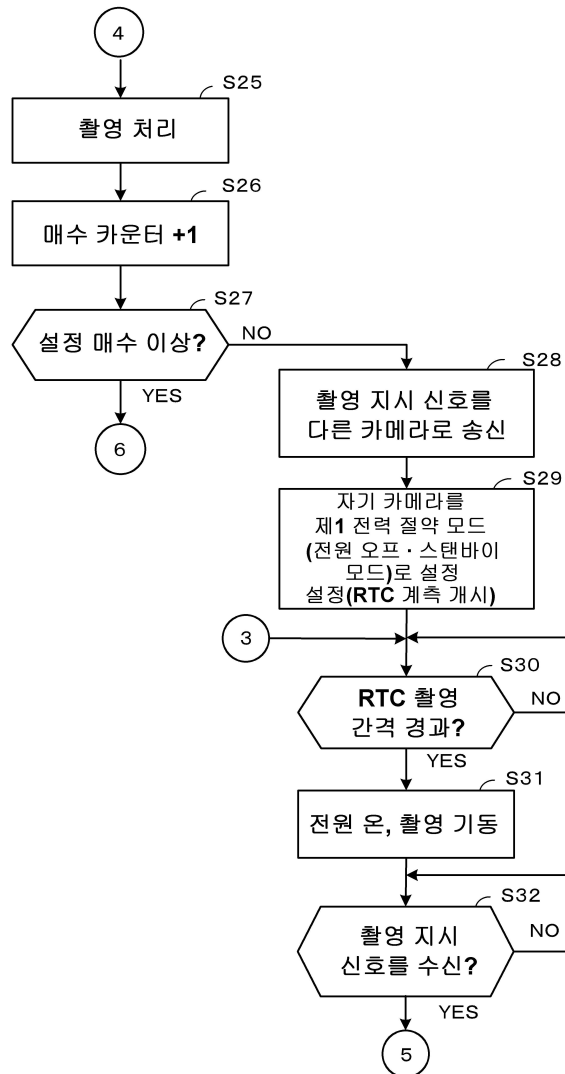 4
S25
촬영 처리
S26
매수 카운터 +1
S27
설정 매수 이상?
NO
YES
6
S28
촬영 지시 신호를
다른 카메라로 송신
S29
자기 카메라를
제1 전력 절약 모드
(전원 오프 · 스탠바이
모드)로 설정
설정(RTC 계측 개시)
3
S30
RTC 촬영
간격 경과?
NO
YES
S31
전원 온, 촬영 기동
S32
촬영 지시
신호를 수신?
NO
YES
5